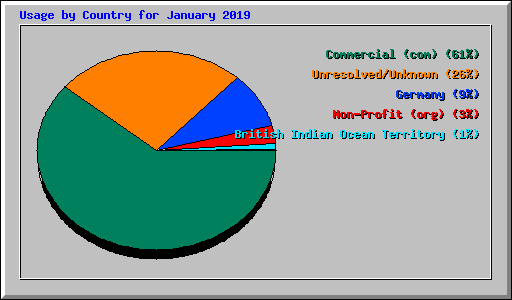 Usage by Country for January 2019
Commercial (com) (61%)
Unresolved/Unknown (26%)
Germany (9%)
Non-Profit (org) (3%)
British Indian Ocean Territory (1%)